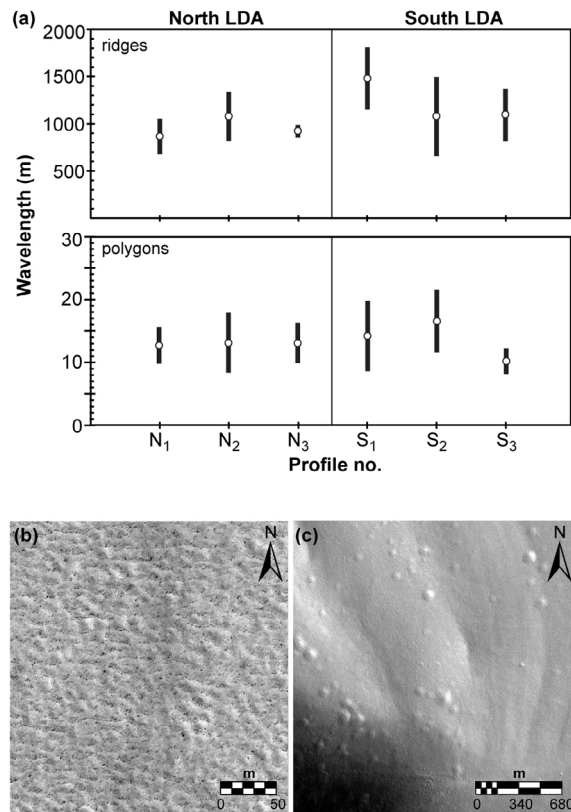 (a) North LDA South LDA
ridges
Wavelength (m)
2000
1500
1000
500
polygons
30
20
10
0
N1 N2 N3 S1 S2 S3
Profile no.
(b) N
m
0 50
(c) N
m
0 340 680